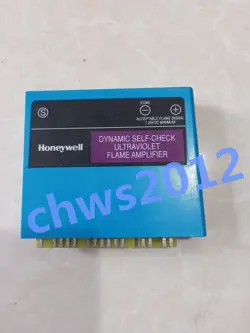 COM
S
ACCEPTABLE FLAME SIGNAL
1.25VDC MINIMUM
Honeywell
DYNAMIC SELF-CHECK
ULTRAVIOLET
FLAME AMPLIFIER
chws2012